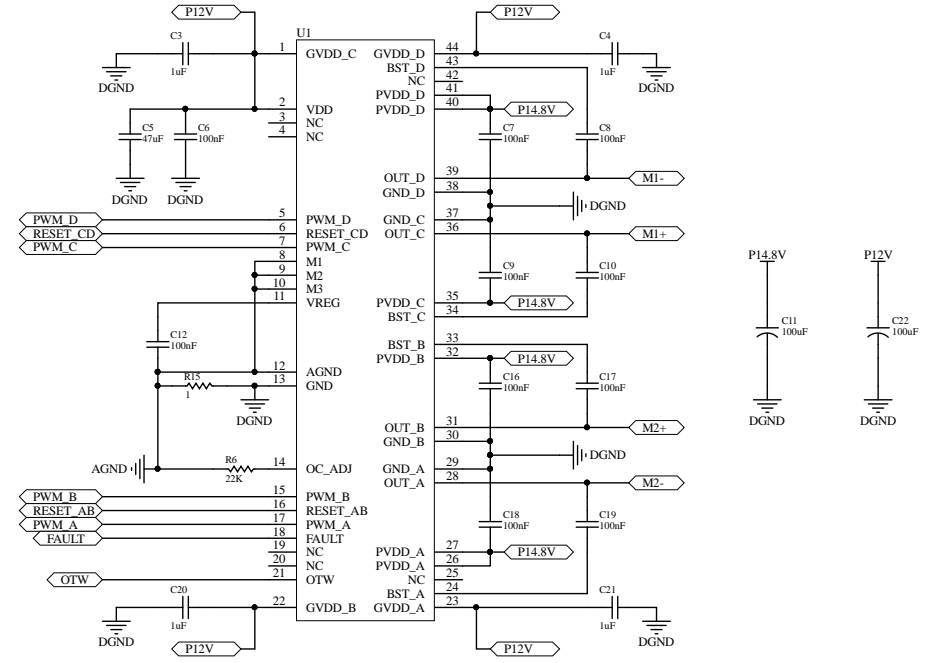 P12V
P12V
U1
C3
1uF
DGND
1 GVDD_C
GVDD_D 44
C4
1uF
DGND
BST_D 43
NC 42
PVDD_D 41
2 VDD
PVDD_D 40
P14.8V
3 NC
4 NC
C5
47uF
C6
100nF
C7
100nF
C8
100nF
DGND
DGND
OUT_D 39
M1-
GND_D 38
DGND
PWM_D 5 PWM_D
GND_C 37
RESET_CD 6 RESET_CD
OUT_C 36
M1+
PWM_C 7 PWM_C
8 M1
9 M2
10 M3
C9
100nF
C10
100nF
11 VREG
PVDD_C 35
P14.8V
BST_C 34
C12
100nF
BST_B 33
PVDD_B 32
P14.8V
12 AGND
R15
1
13 GND
C16
100nF
C17
100nF
DGND
OUT_B 31
M2+
GND_B 30
DGND
AGND
R6
22K
14 OC_ADJ
GND_A 29
OUT_A 28
M2-
PWM_B 15 PWM_B
RESET_AB 16 RESET_AB
PWM_A 17 PWM_A
FAULT 18 FAULT
C18
100nF
C19
100nF
19 NC
PVDD_A 27
P14.8V
20 NC
PVDD_A 26
OTW 21 OTW
NC 25
BST_A 24
C20
1uF
DGND
22 GVDD_B
GVDD_A 23
C21
1uF
DGND
P12V
P12V
P14.8V
C11
100uF
DGND
P12V
C22
100uF
DGND